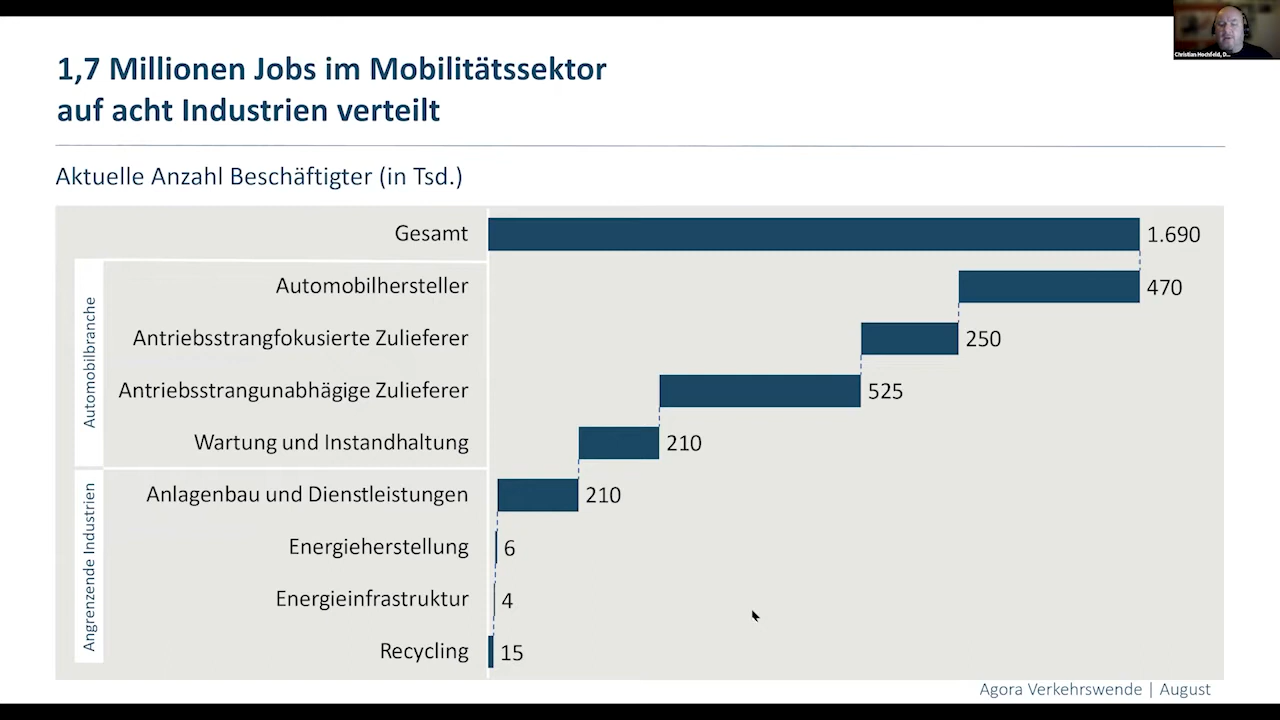 Christian Hochfeld, D...
1,7 Millionen Jobs im Mobilitätssektor
auf acht Industrien verteilt
Aktuelle Anzahl Beschäftigter (in Tsd.)
Gesamt 1.690
Automobilbranche
Automobilhersteller 470
Antriebsstrangfokusierte Zulieferer 250
Antriebsstrangunabhägige Zulieferer 525
Wartung und Instandhaltung 210
Angrenzende Industrien
Anlagenbau und Dienstleistungen 210
Energieherstellung 6
Energieinfrastruktur 4
Recycling 15
Agora Verkehrswende | August